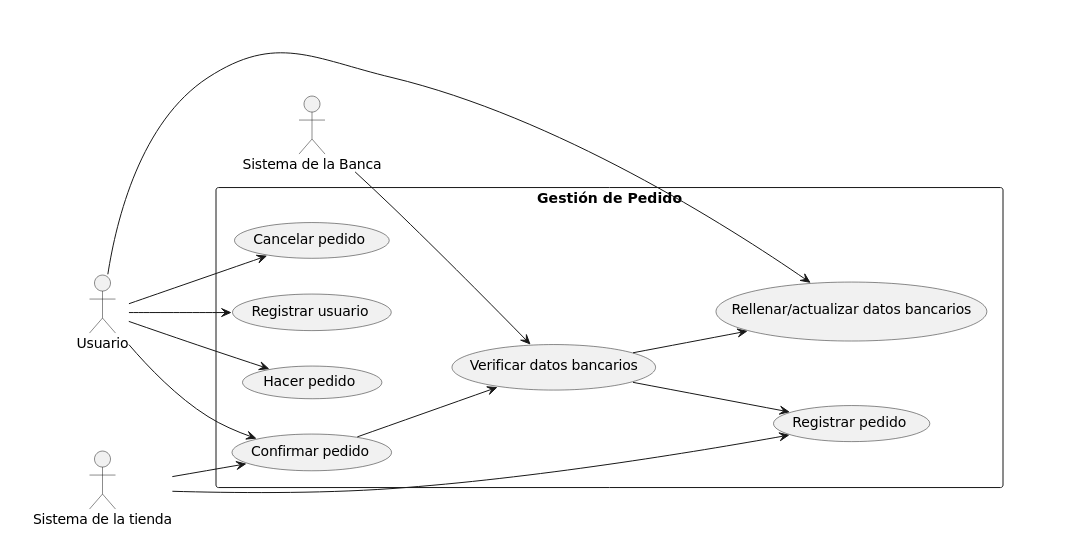 Sistema de la Banca
Gestión de Pedido
Cancelar pedido
Registrar usuario
Rellenar/actualizar datos bancarios
Usuario
Verificar datos bancarios
Hacer pedido
Registrar pedido
Confirmar pedido
Sistema de la tienda